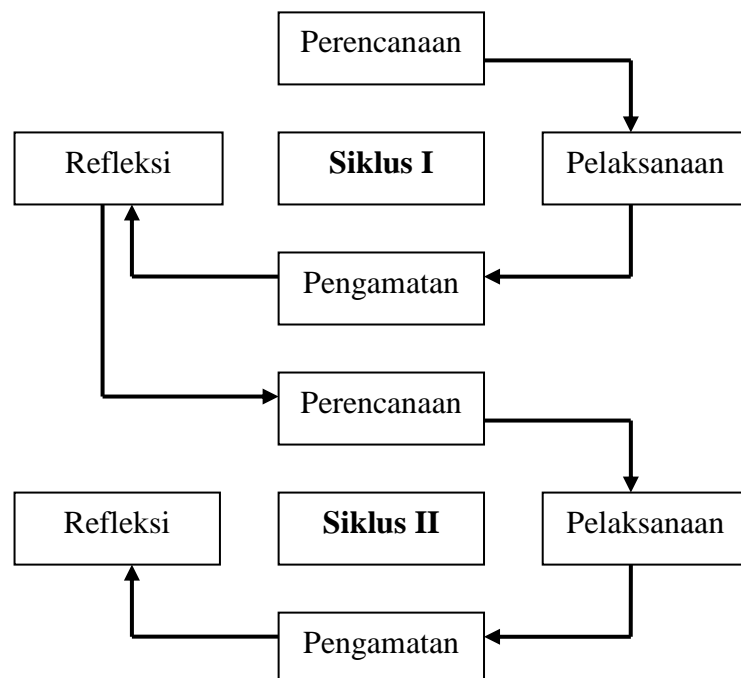 Perencanaan
Refleksi
Siklus I
Pelaksanaan
Pengamatan
Perencanaan
Refleksi
Siklus II
Pelaksanaan
Pengamatan